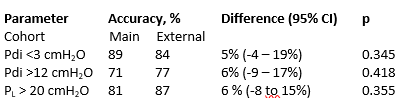 Parameter Accuracy, % Difference (95% CI) p
Cohort Main External
Pdi <3 cmH₂O 89 84 5% (-4 – 19%) 0.345
Pdi >12 cmH₂O 71 77 6% (-9 – 17%) 0.418
P_L > 20 cmH₂O 81 87 6 % (-8 to 15%) 0.355